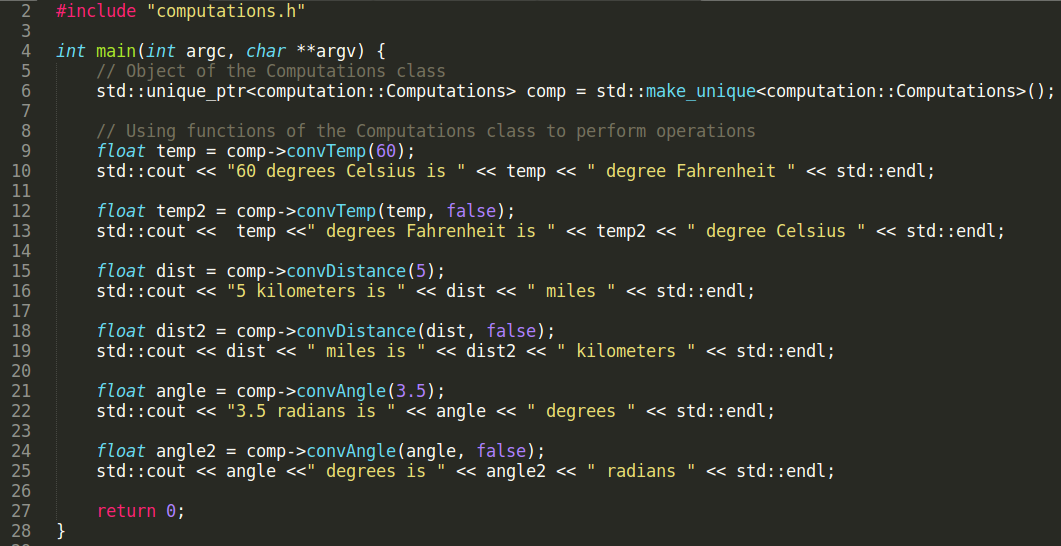 2 #include "computations.h"
3
4 int main(int argc, char **argv) {
5     // Object of the Computations class
6     std::unique_ptr<computation::Computations> comp = std::make_unique<computation::Computations>();
7
8     // Using functions of the Computations class to perform operations
9     float temp = comp->convTemp(60);
10     std::cout << "60 degrees Celsius is " << temp << " degree Fahrenheit " << std::endl;
11
12     float temp2 = comp->convTemp(temp, false);
13     std::cout <<  temp <<" degrees Fahrenheit is " << temp2 << " degree Celsius " << std::endl;
14
15     float dist = comp->convDistance(5);
16     std::cout << "5 kilometers is " << dist << " miles " << std::endl;
17
18     float dist2 = comp->convDistance(dist, false);
19     std::cout << dist << " miles is " << dist2 << " kilometers " << std::endl;
20
21     float angle = comp->convAngle(3.5);
22     std::cout << "3.5 radians is " << angle << " degrees " << std::endl;
23
24     float angle2 = comp->convAngle(angle, false);
25     std::cout << angle <<" degrees is " << angle2 << " radians " << std::endl;
26
27     return 0;
28 }